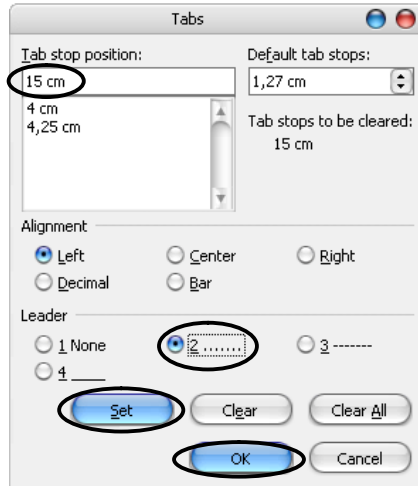 Tabs
Tab stop position:
Default tab stops:
15 cm
1,27 cm
4 cm
4,25 cm
Tab stops to be cleared:
15 cm
Alignment
Left
Center
Right
Decimal
Bar
Leader
1 None
2 .......
3 -------
4 ___
Set
Clear
Clear All
OK
Cancel